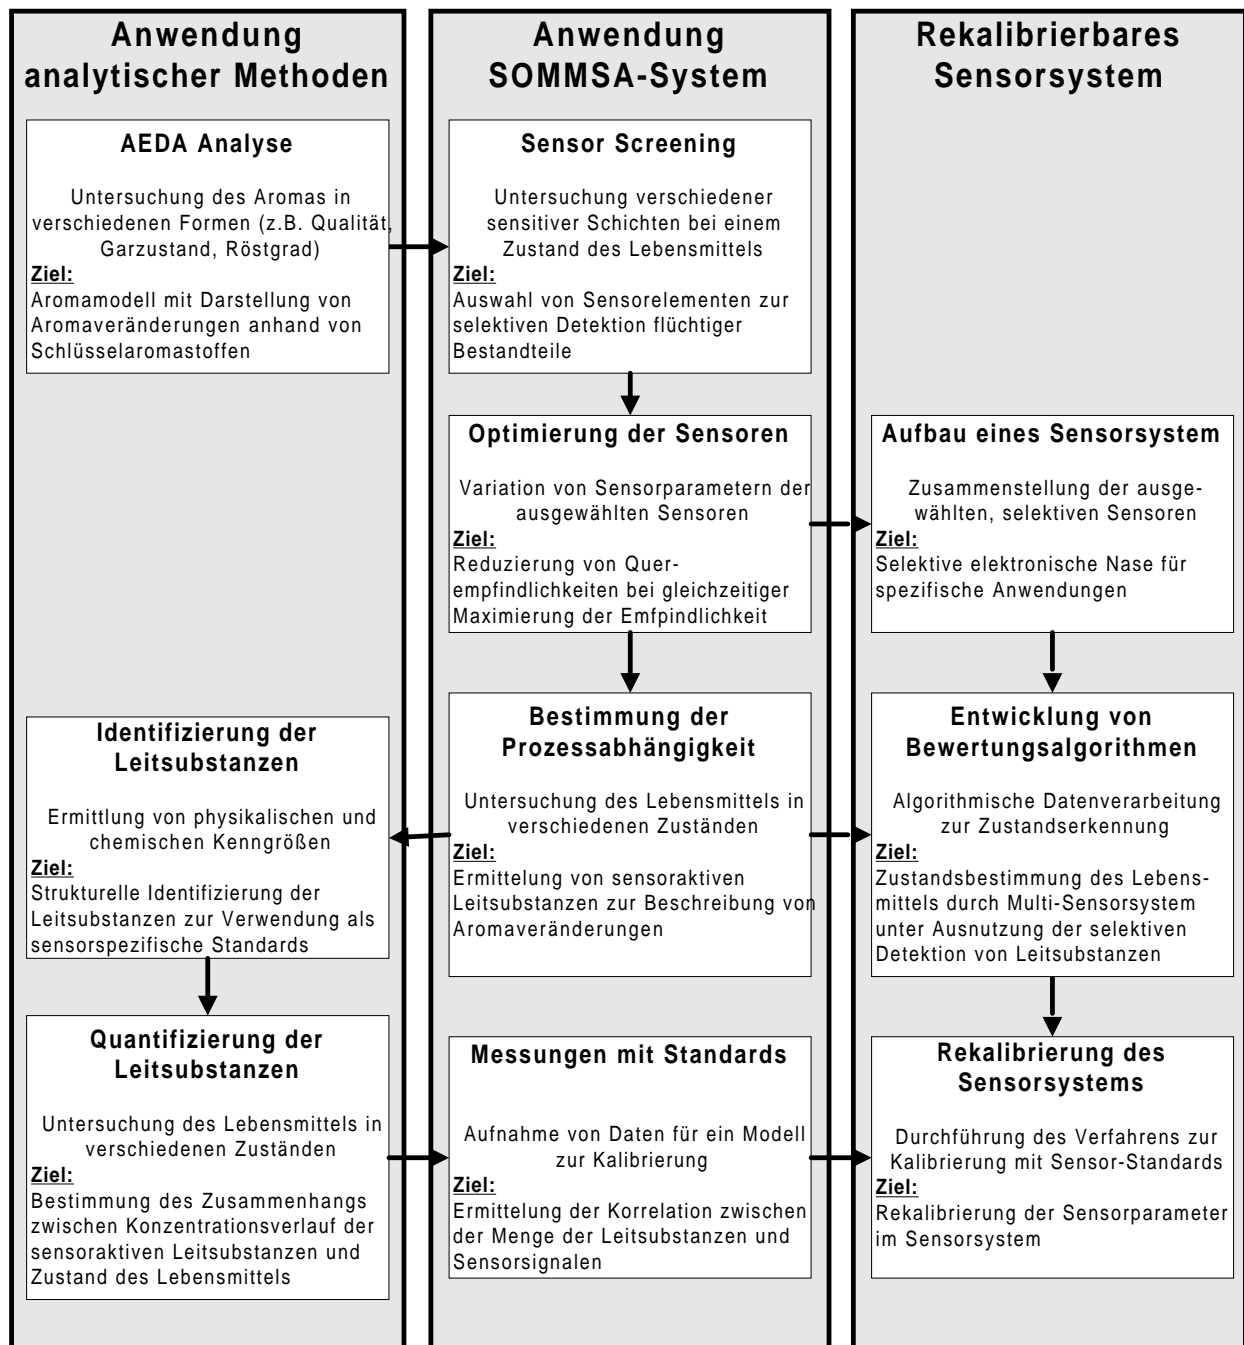 Anwendung
analytischer Methoden
AEDA Analyse
Untersuchung des Aromas in
verschiedenen Formen (z.B. Qualität,
Garzustand, Röstgrad)
Ziel:
Aromamodell mit Darstellung von
Aromaveränderungen anhand von
Schlüsselaromastoffen
Identifizierung der
Leitsubstanzen
Ermittlung von physikalischen und
chemischen Kenngrößen
Ziel:
Strukturelle Identifizierung der
Leitsubstanzen zur Verwendung als
sensorspezifische Standards
Quantifizierung der
Leitsubstanzen
Untersuchung des Lebensmittels in
verschiedenen Zuständen
Ziel:
Bestimmung des Zusammenhangs
zwischen Konzentrationsverlauf der
sensoraktiven Leitsubstanzen und
Zustand des Lebensmittels
Anwendung
SOMMSA-System
Sensor Screening
Untersuchung verschiedener
sensitiver Schichten bei einem
Zustand des Lebensmittels
Ziel:
Auswahl von Sensorelementen zur
selektiven Detektion flüchtiger
Bestandteile
Optimierung der Sensoren
Variation von Sensorparametern der
ausgewählten Sensoren
Ziel:
Reduzierung von Quer-
empfindlichkeiten bei gleichzeitiger
Maximierung der Emfpindlichkeit
Bestimmung der
Prozessabhängigkeit
Untersuchung des Lebensmittels in
verschiedenen Zuständen
Ziel:
Ermittelung von sensoraktiven
Leitsubstanzen zur Beschreibung von
Aromaveränderungen
Messungen mit Standards
Aufnahme von Daten für ein Modell
zur Kalibrierung
Ziel:
Ermittelung der Korrelation zwischen
der Menge der Leitsubstanzen und
Sensorsignalen
Rekalibrierbares
Sensorsystem
Aufbau eines Sensorsystem
Zusammenstellung der ausge-
wählten, selektiven Sensoren
Ziel:
Selektive elektronische Nase für
spezifische Anwendungen
Entwicklung von
Bewertungsalgorithmen
Algorithmische Datenverarbeitung
zur Zustandserkennung
Ziel:
Zustandsbestimmung des Lebens-
mittels durch Multi-Sensorsystem
unter Ausnutzung der selektiven
Detektion von Leitsubstanzen
Rekalibrierung des
Sensorsystems
Durchführung des Verfahrens zur
Kalibrierung mit Sensor-Standards
Ziel:
Rekalibrierung der Sensorparameter
im Sensorsystem